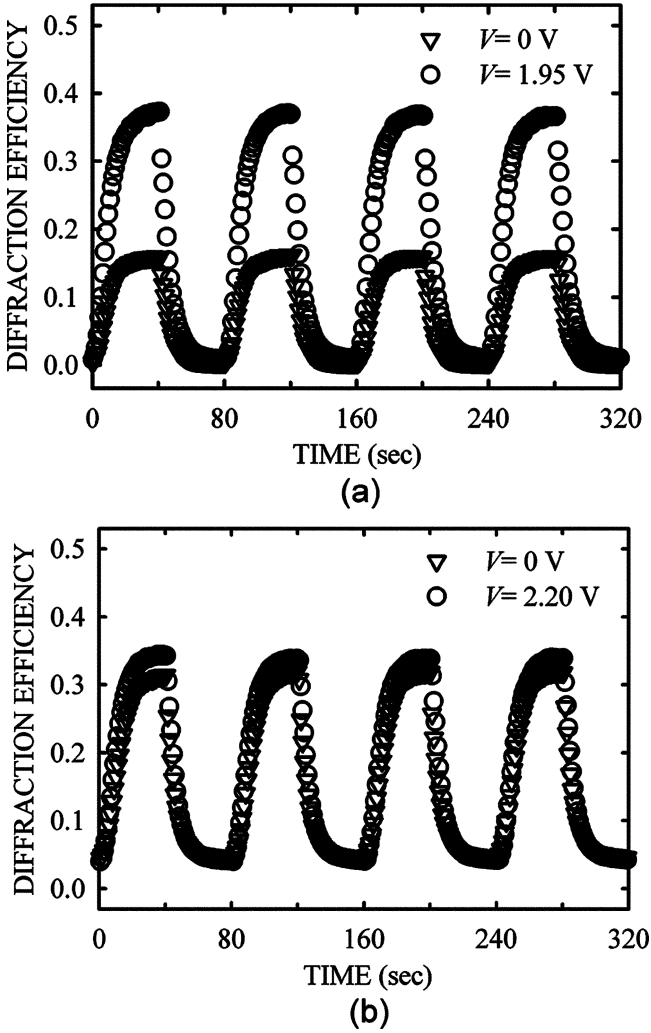 0.5
0.4
0.3
0.2
0.1
0.0
DIFFRACTION EFFICIENCY
V= 0 V
V= 1.95 V
0 80 160 240 320
TIME (sec)
(a)
0.5
0.4
0.3
0.2
0.1
0.0
DIFFRACTION EFFICIENCY
V= 0 V
V= 2.20 V
0 80 160 240 320
TIME (sec)
(b)